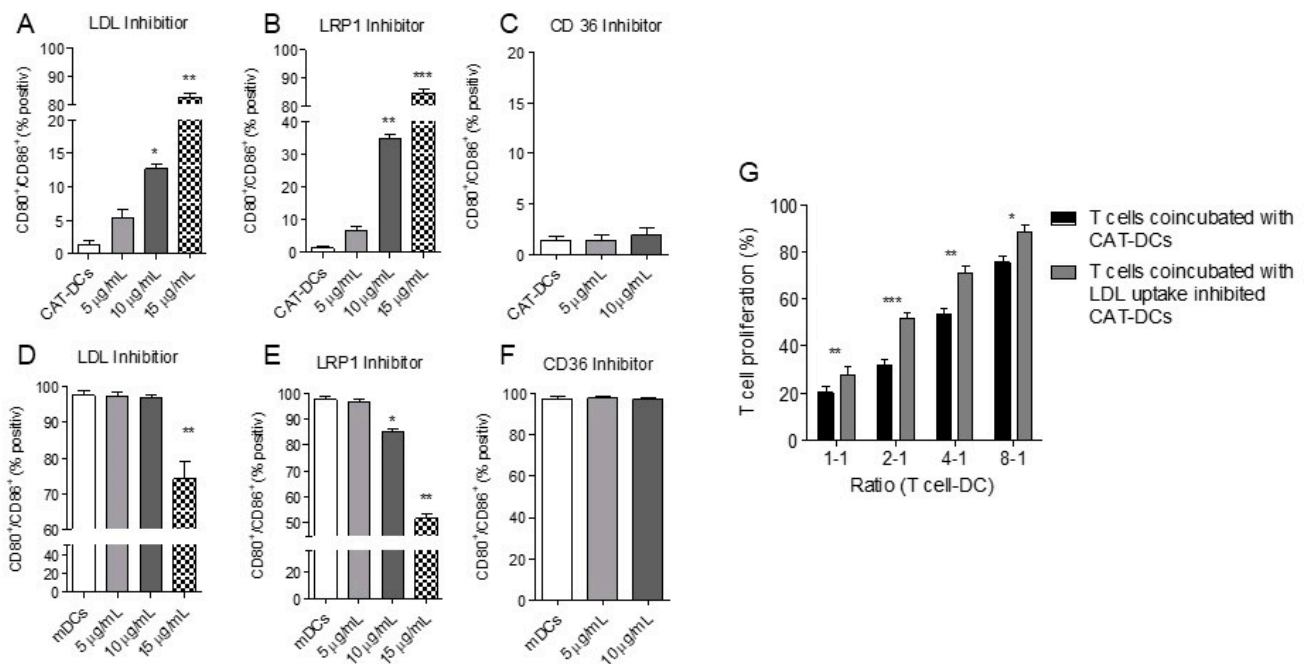 A
LDL Inhibitior
CD80+/CD86+ (% positiv)
100
90
80
20
15
10
5
0
*
**
CAT-DCs
5 µg/mL
10 µg/mL
15 µg/mL
B
LRP1 Inhibitor
CD80+/CD86+ (% positiv)
100
90
80
40
30
20
10
0
**
***
CAT-DCs
5 µg/mL
10 µg/mL
15 µg/mL
C
CD 36 Inhibitor
CD80+/CD86+ (% positiv)
20
15
10
5
0
CAT-DCs
5 µg/mL
10 µg/mL
D
LDL Inhibitior
CD80+/CD86+ (% positiv)
100
90
80
70
60
40
20
0
**
mDCs
5 µg/mL
10 µg/mL
15 µg/mL
E
LRP1 Inhibitor
CD80+/CD86+ (% positiv)
100
90
80
70
60
50
20
0
*
**
mDCs
5 µg/mL
10 µg/mL
15 µg/mL
F
CD36 Inhibitor
CD80+/CD86+ (% positiv)
100
80
60
40
20
0
mDCs
5 µg/mL
10 µg/mL
G
T cell proliferation (%)
100
80
60
40
20
0
**
***
**
*
1-1
2-1
4-1
8-1
Ratio (T cell-DC)
T cells coincubated with
CAT-DCs
T cells coincubated with
LDL uptake inhibited
CAT-DCs